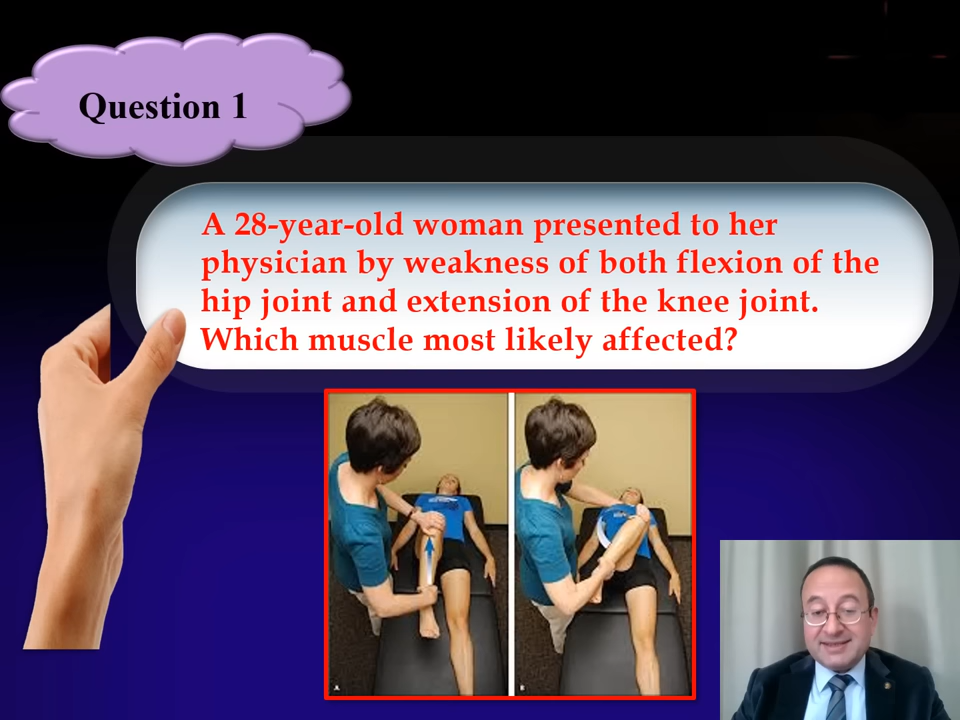 Question 1
A 28-year-old woman presented to her
physician by weakness of both flexion of the
hip joint and extension of the knee joint.
Which muscle most likely affected?
A
B